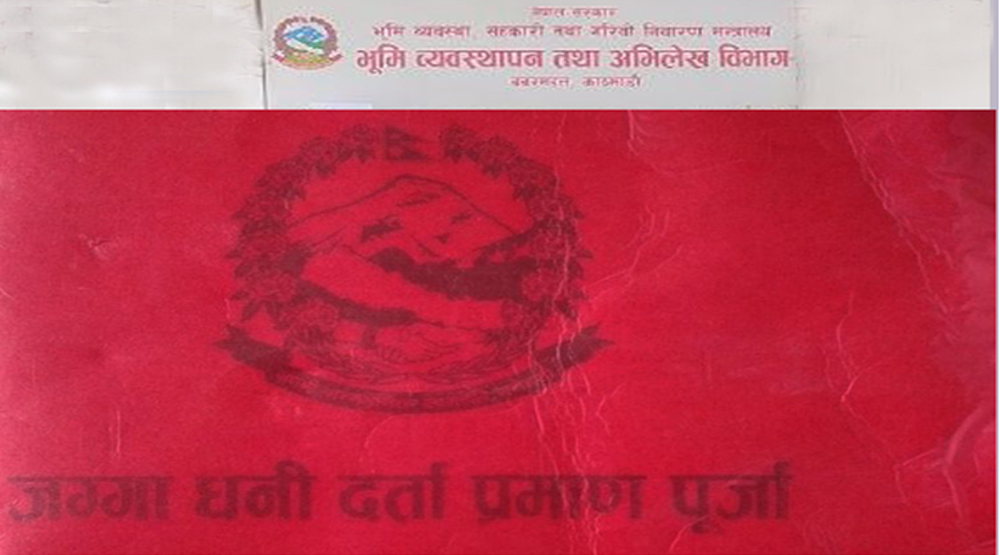 नेपाल सरकार
भूमि व्यवस्था, सहकारी तथा गरिबी निवारण मन्त्रालय
भूमि व्यवस्थापन तथा अभिलेख विभाग
बबरमहल, काठमाडौं
जग्गा धनी दर्ता प्रमाण पूर्जा